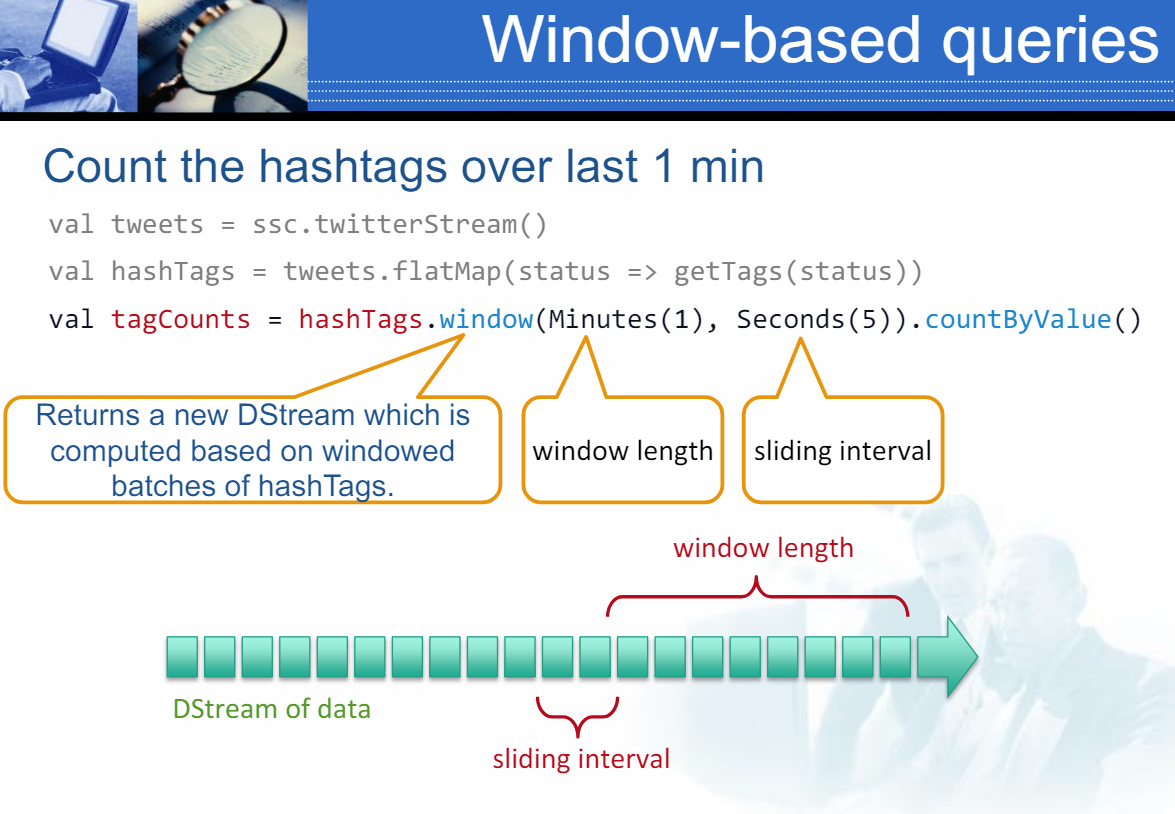 Window-based queries
Count the hashtags over last 1 min
val tweets = ssc.twitterStream()
val hashTags = tweets.flatMap(status => getTags(status))
val tagCounts = hashTags.window(Minutes(1), Seconds(5)).countByValue()
Returns a new DStream which is
computed based on windowed
batches of hashTags.
window length
sliding interval
window length
DStream of data
sliding interval